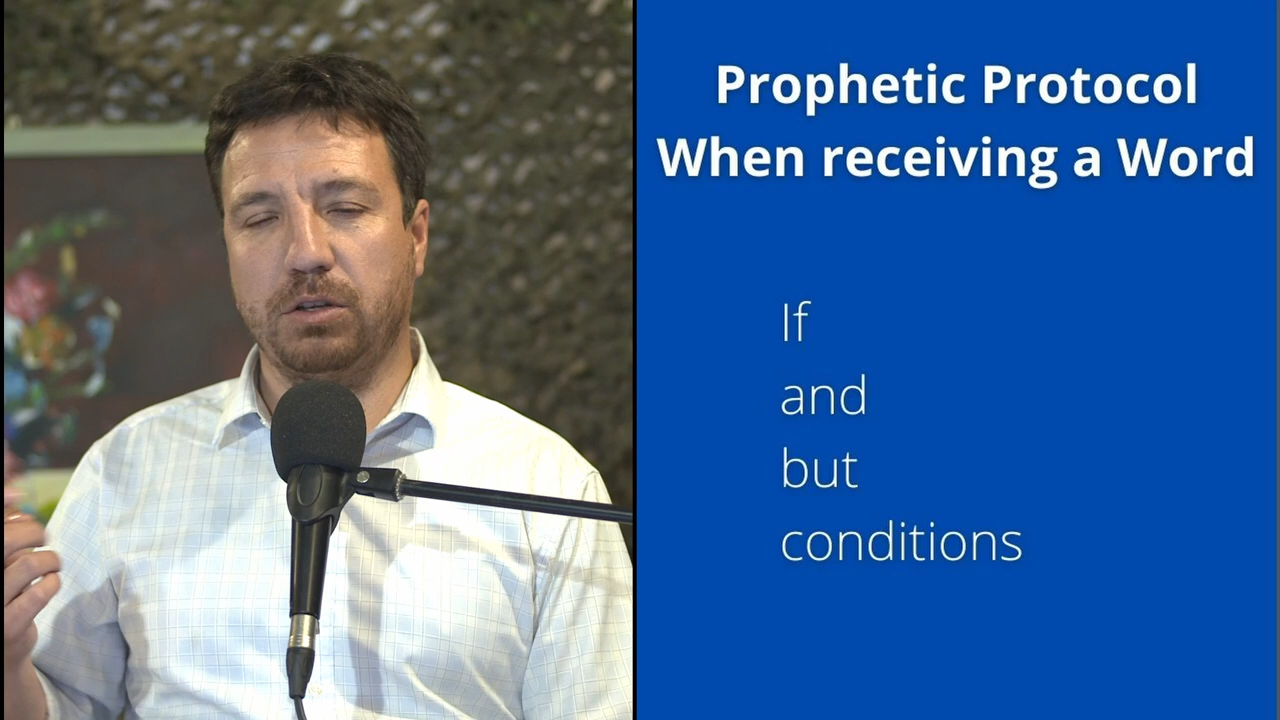 Prophetic Protocol
When receiving a Word
If
and
but
conditions